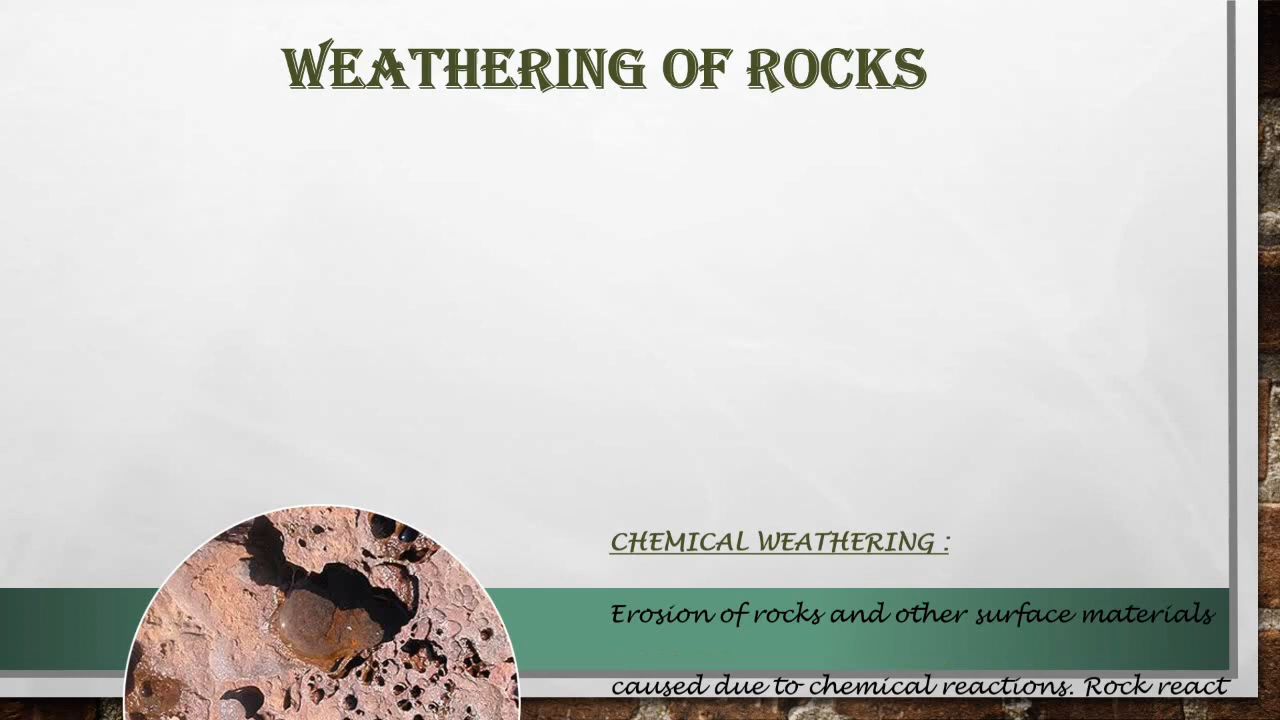 WEATHERING OF ROCKS
CHEMICAL WEATHERING :
Erosion of rocks and other surface materials
caused due to chemical reactions. Rock react